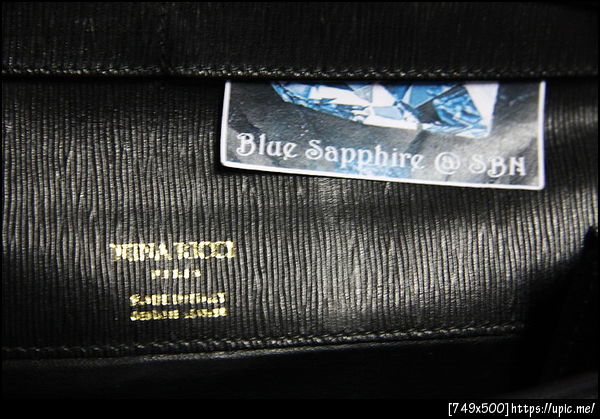 Blue Sapphire @ SBN
NINA RICCI
PARIS
[749x500]https://upic.me/